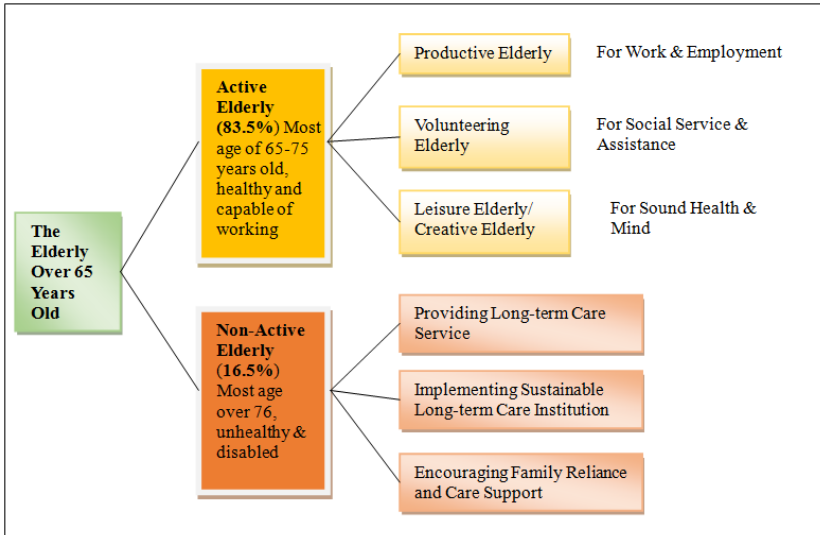 The
Elderly
Over 65
Years
Old
Active
Elderly
(83.5%) Most
age of 65-75
years old,
healthy and
capable of
working
Productive Elderly
For Work & Employment
Volunteering
Elderly
For Social Service &
Assistance
Leisure Elderly/
Creative Elderly
For Sound Health &
Mind
Non-Active
Elderly
(16.5%)
Most age
over 76,
unhealthy &
disabled
Providing Long-term Care
Service
Implementing Sustainable
Long-term Care Institution
Encouraging Family Reliance
and Care Support